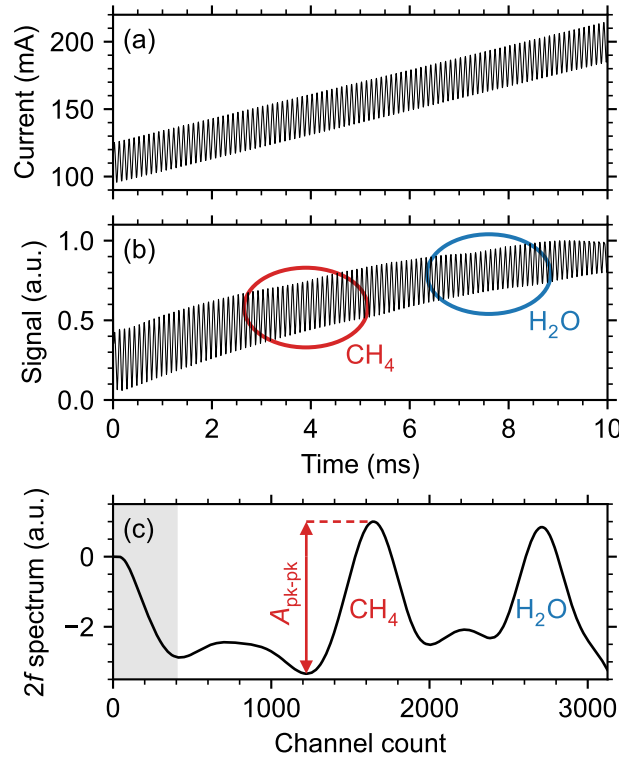 (a)
Current (mA)
200
150
100
(b)
Signal (a.u.)
1.0
0.5
0.0
CH₄
H₂O
0 2 4 6 8 10
Time (ms)
(c)
2f spectrum (a.u.)
0
−2
A_pk-pk
CH₄
H₂O
0 1000 2000 3000
Channel count